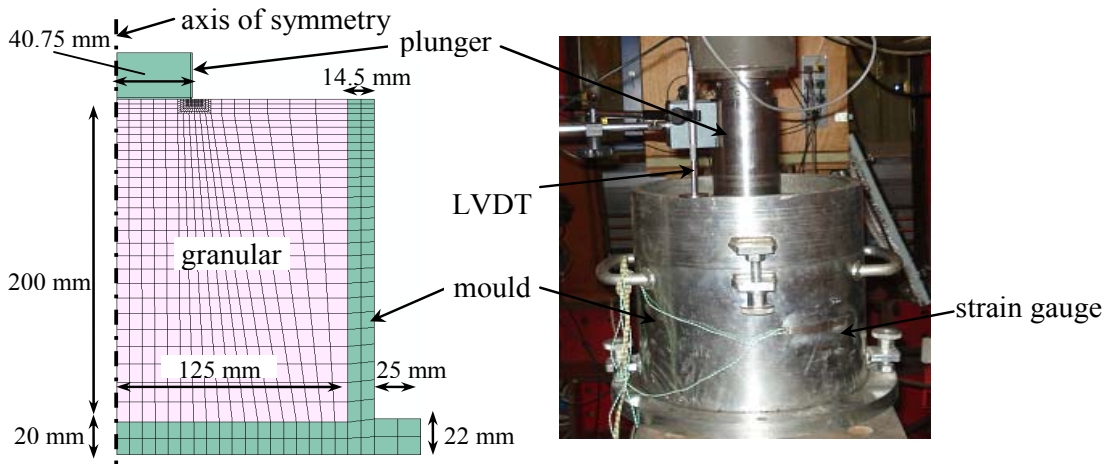 axis of symmetry
40.75 mm
plunger
14.5 mm
LVDT
granular
200 mm
mould
strain gauge
125 mm
25 mm
20 mm
22 mm